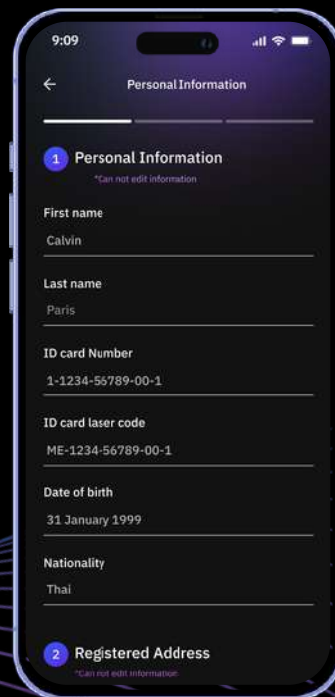 9:09
Personal Information
1 Personal Information
*Can not edit information
First name
Calvin
Last name
Paris
ID card Number
1-1234-56789-00-1
ID card laser code
ME-1234-56789-00-1
Date of birth
31 January 1999
Nationality
Thai
2 Registered Address
*Can not edit information